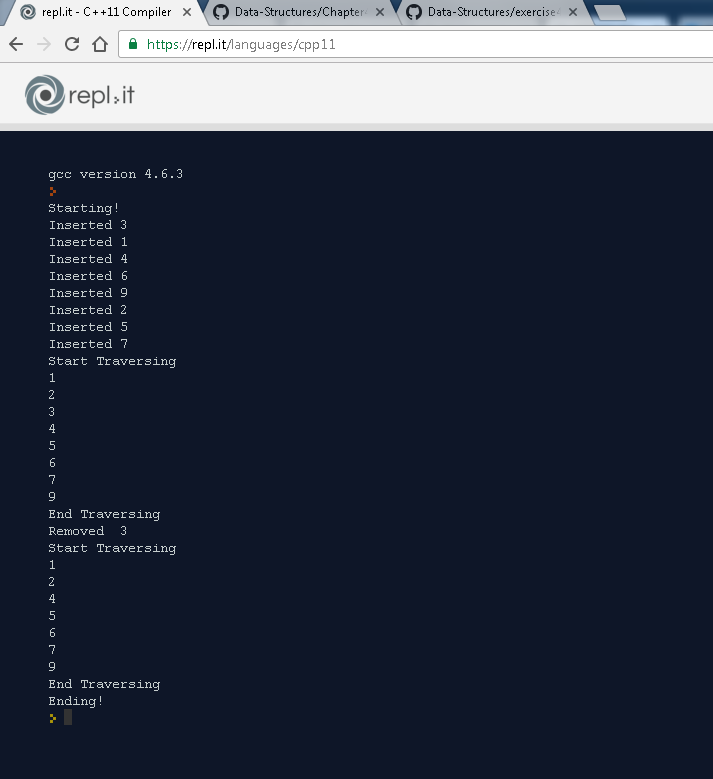 repl.it - C++11 Compiler
Data-Structures/Chapter
Data-Structures/exercise
https://repl.it/languages/cpp11
repl.it
gcc version 4.6.3
Starting!
Inserted 3
Inserted 1
Inserted 4
Inserted 6
Inserted 9
Inserted 2
Inserted 5
Inserted 7
Start Traversing
1
2
3
4
5
6
7
9
End Traversing
Removed  3
Start Traversing
1
2
4
5
6
7
9
End Traversing
Ending!